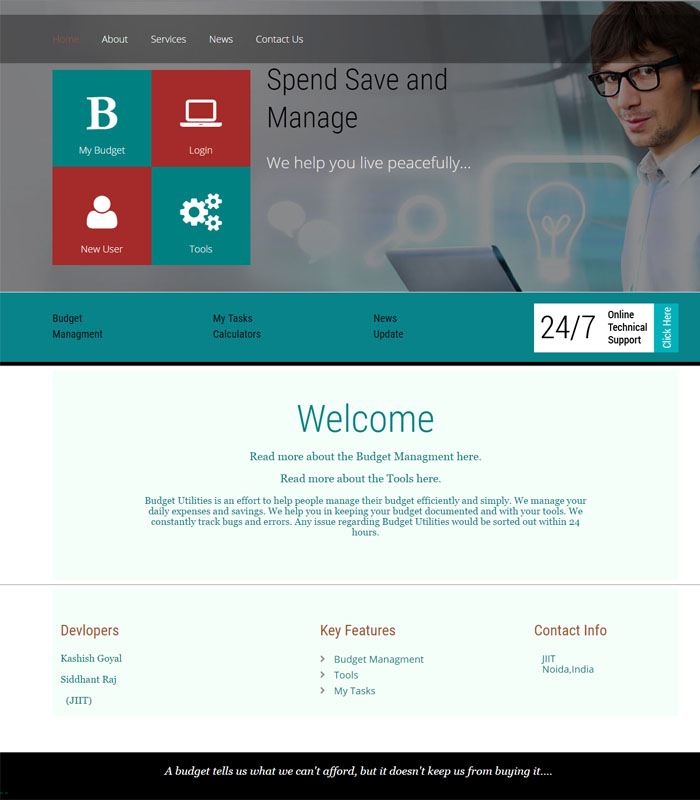 Home About Services News Contact Us
Spend Save and
Manage
We help you live peacefully...
B
My Budget
LogIn
New User
Tools
Budget
Managment
My Tasks
Calculators
News
Update
24/7
Online
Technical
Support
Click Here
Welcome
Read more about the Budget Managment here.
Read more about the Tools here.
Budget Utilities is an effort to help people manage their budget efficiently and simply. We manage your
daily expenses and savings. We help you in keeping your budget documented and with your tools. We
constantly track bugs and errors. Any issue regarding Budget Utilities would be sorted out within 24
hours.
Devlopers
Kashish Goyal
Siddhant Raj
(JIIT)
Key Features
Budget Managment
Tools
My Tasks
Contact Info
JIIT
Noida,India
A budget tells us what we can't afford, but it doesn't keep us from buying it....